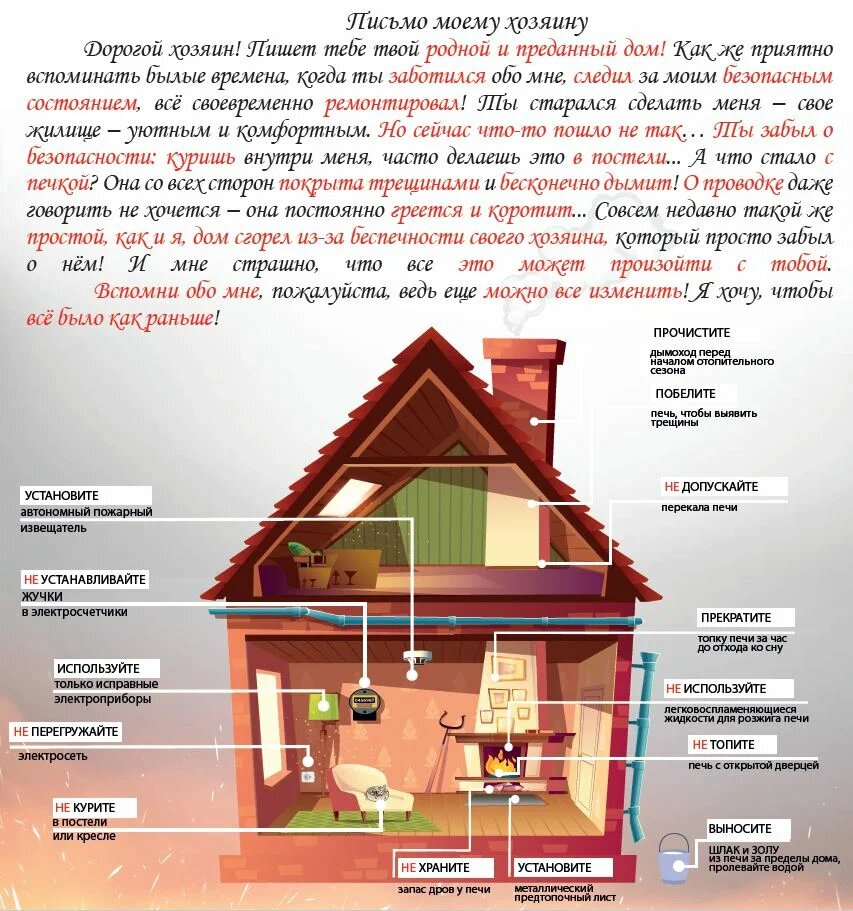 Письмо моему хозяину
Дорогой хозяин! Пишет тебе твой родной и преданный дом! Как же приятно
вспоминать былые времена, когда ты заботился обо мне, следил за моим безопасным
состоянием, всё своевременно ремонтировал! Ты старался сделать меня – свое
жилище – уютным и комфортным. Но сейчас что-то пошло не так... Ты забыл о
безопасности: куришь внутри меня, часто делаешь это в постели... А что стало с
печкой? Она со всех сторон покрыта трещинами и бесконечно дымит! О проводке даже
говорить не хочется – она постоянно греется и коротит... Совсем недавно такой же
простой, как и я, дом сгорел из-за беспечности своего хозяина, который просто забыл
о нём! И мне страшно, что все это может произойти с тобой.
Вспомни обо мне, пожалуйста, ведь еще можно все изменить! Я хочу, чтобы
всё было как раньше!
ПРОЧИСТИТЕ
дымоход перед
началом отопительного
сезона
ПОБЕЛИТЕ
печь, чтобы выявить
трещины
НЕ ДОПУСКАЙТЕ
перекала печи
УСТАНОВИТЕ
автономный пожарный
извещатель
НЕ УСТАНАВЛИВАЙТЕ
ЖУЧКИ
в электросчетчики
ПРЕКРАТИТЕ
топку печи за час
до отхода ко сну
ИСПОЛЬЗУЙТЕ
только исправные
электроприборы
НЕ ИСПОЛЬЗУЙТЕ
легковоспламеняющиеся
жидкости для розжига печи
НЕ ПЕРЕГРУЖАЙТЕ
электросеть
НЕ ТОПИТЕ
печь с открытой дверцей
НЕ КУРИТЕ
в постели
или кресле
ВЫНОСИТЕ
ШЛАК и ЗОЛУ
из печи за пределы дома,
проливайте водой
НЕ ХРАНИТЕ
запас дров у печи
УСТАНОВИТЕ
металлический
предтопочный лист